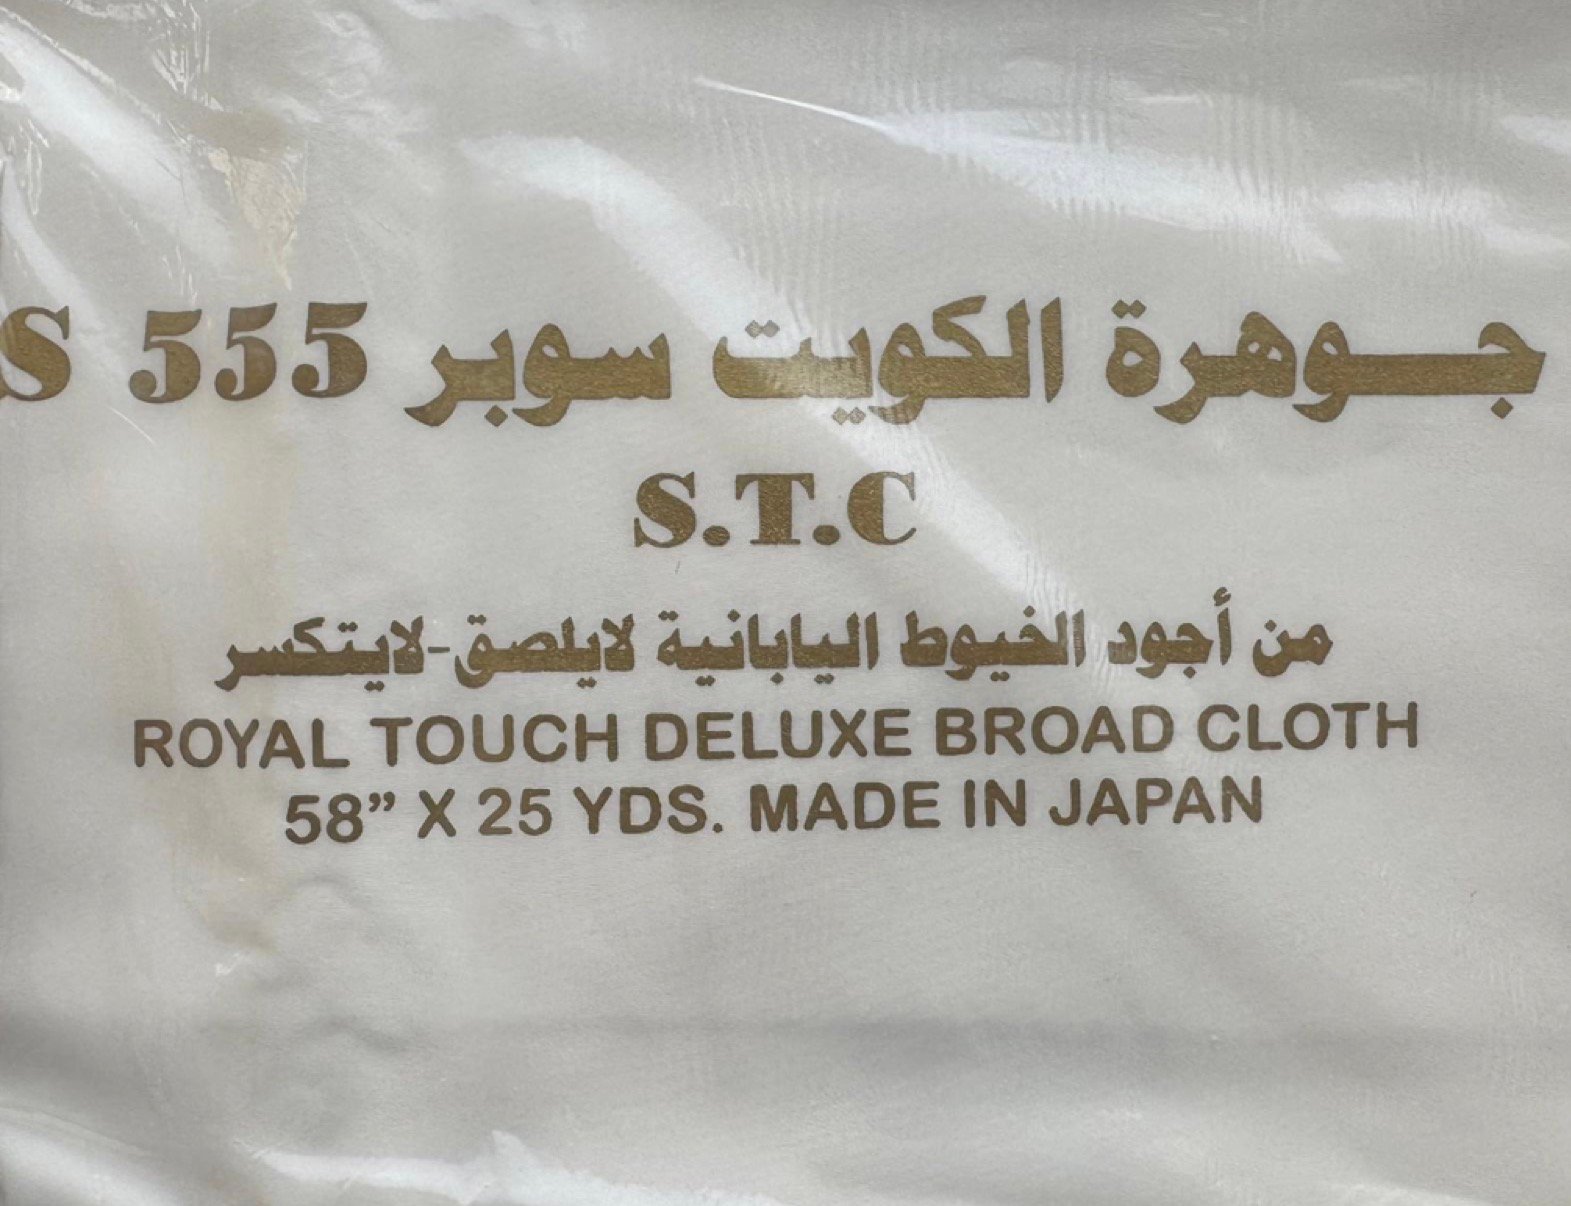 جوهرة الكويت سوبر 555 S
S.T.C
من أجود الخيوط اليابانية لايلصق-لايتكسر
ROYAL TOUCH DELUXE BROAD CLOTH
58” X 25 YDS. MADE IN JAPAN